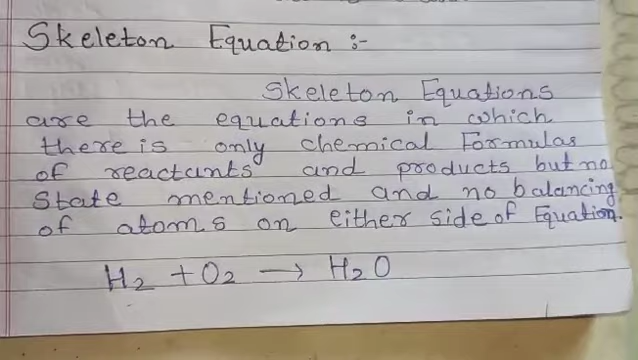 Skeleton Equation :-
Skeleton Equations
are the equations in which
there is only chemical Formulas
of reactants and products but no
State mentioned and no balancing
of atoms on either side of Equation.
H₂ + O₂ → H₂O